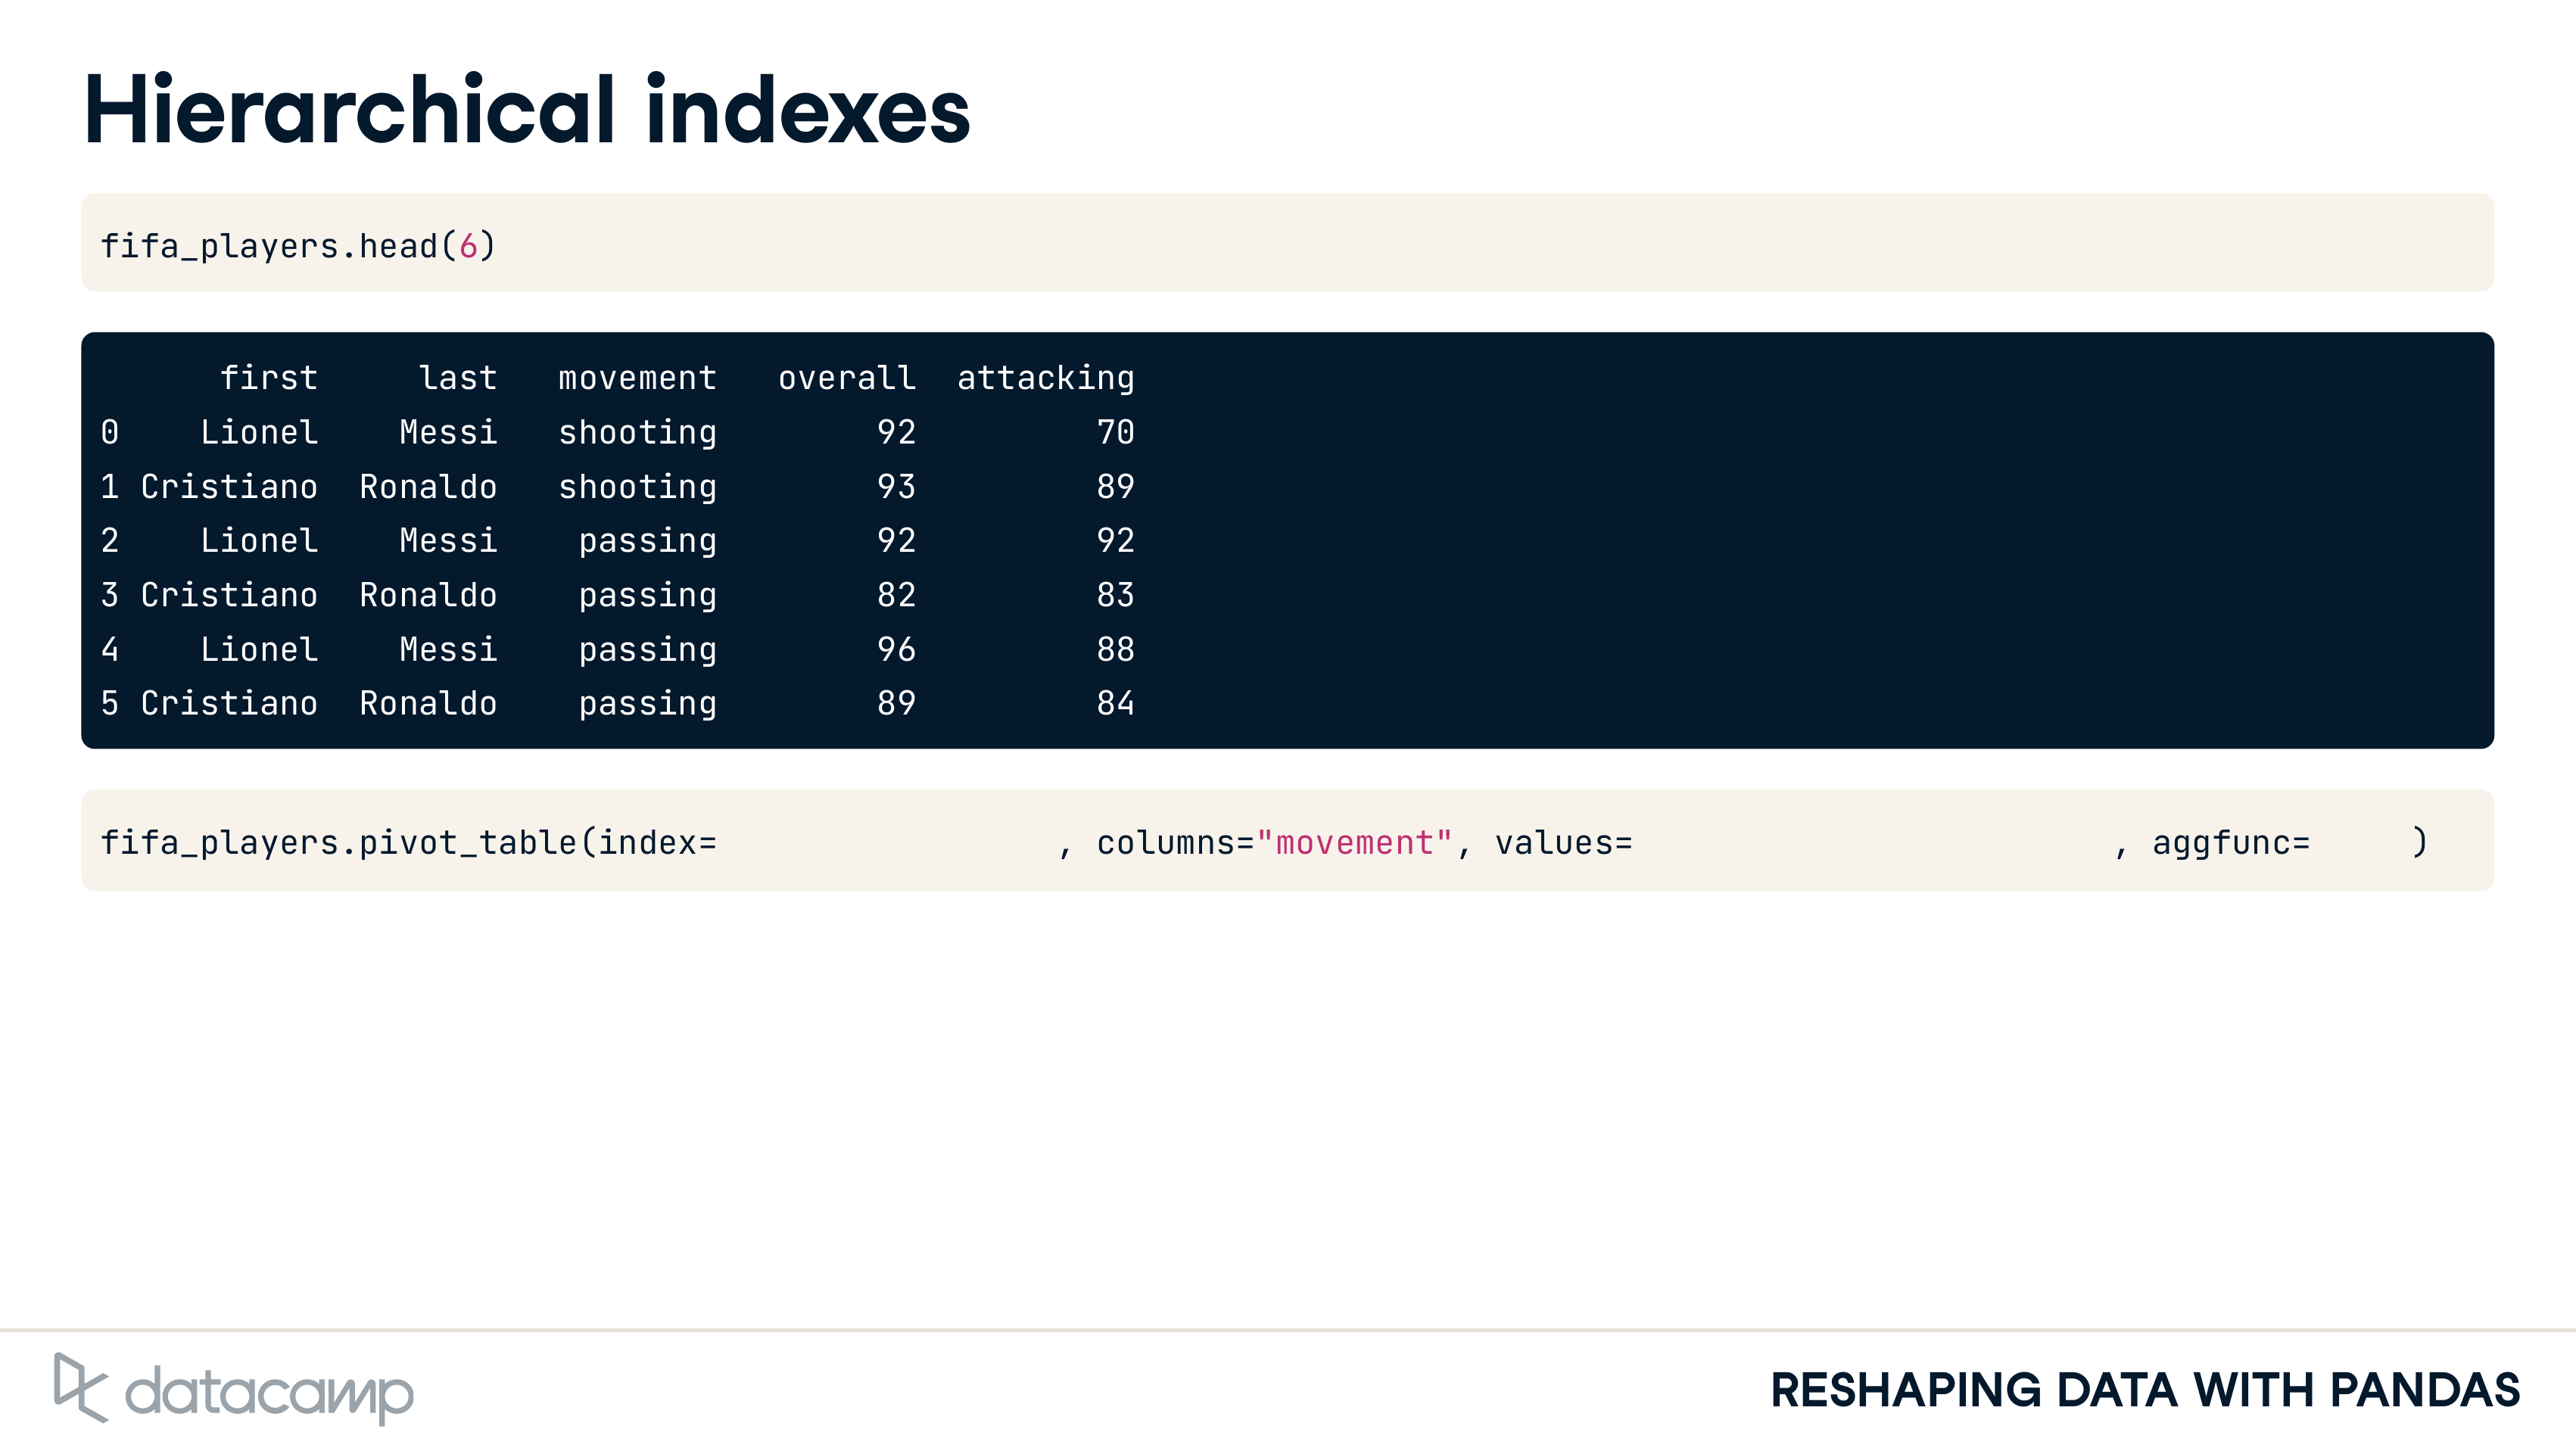 Hierarchical indexes
fifa_players.head(6)
first last movement overall attacking
0 Lionel Messi shooting 92 70
1 Cristiano Ronaldo shooting 93 89
2 Lionel Messi passing 92 92
3 Cristiano Ronaldo passing 82 83
4 Lionel Messi passing 96 88
5 Cristiano Ronaldo passing 89 84
fifa_players.pivot_table(index= , columns="movement", values= , aggfunc= )
datacamp
RESHAPING DATA WITH PANDAS